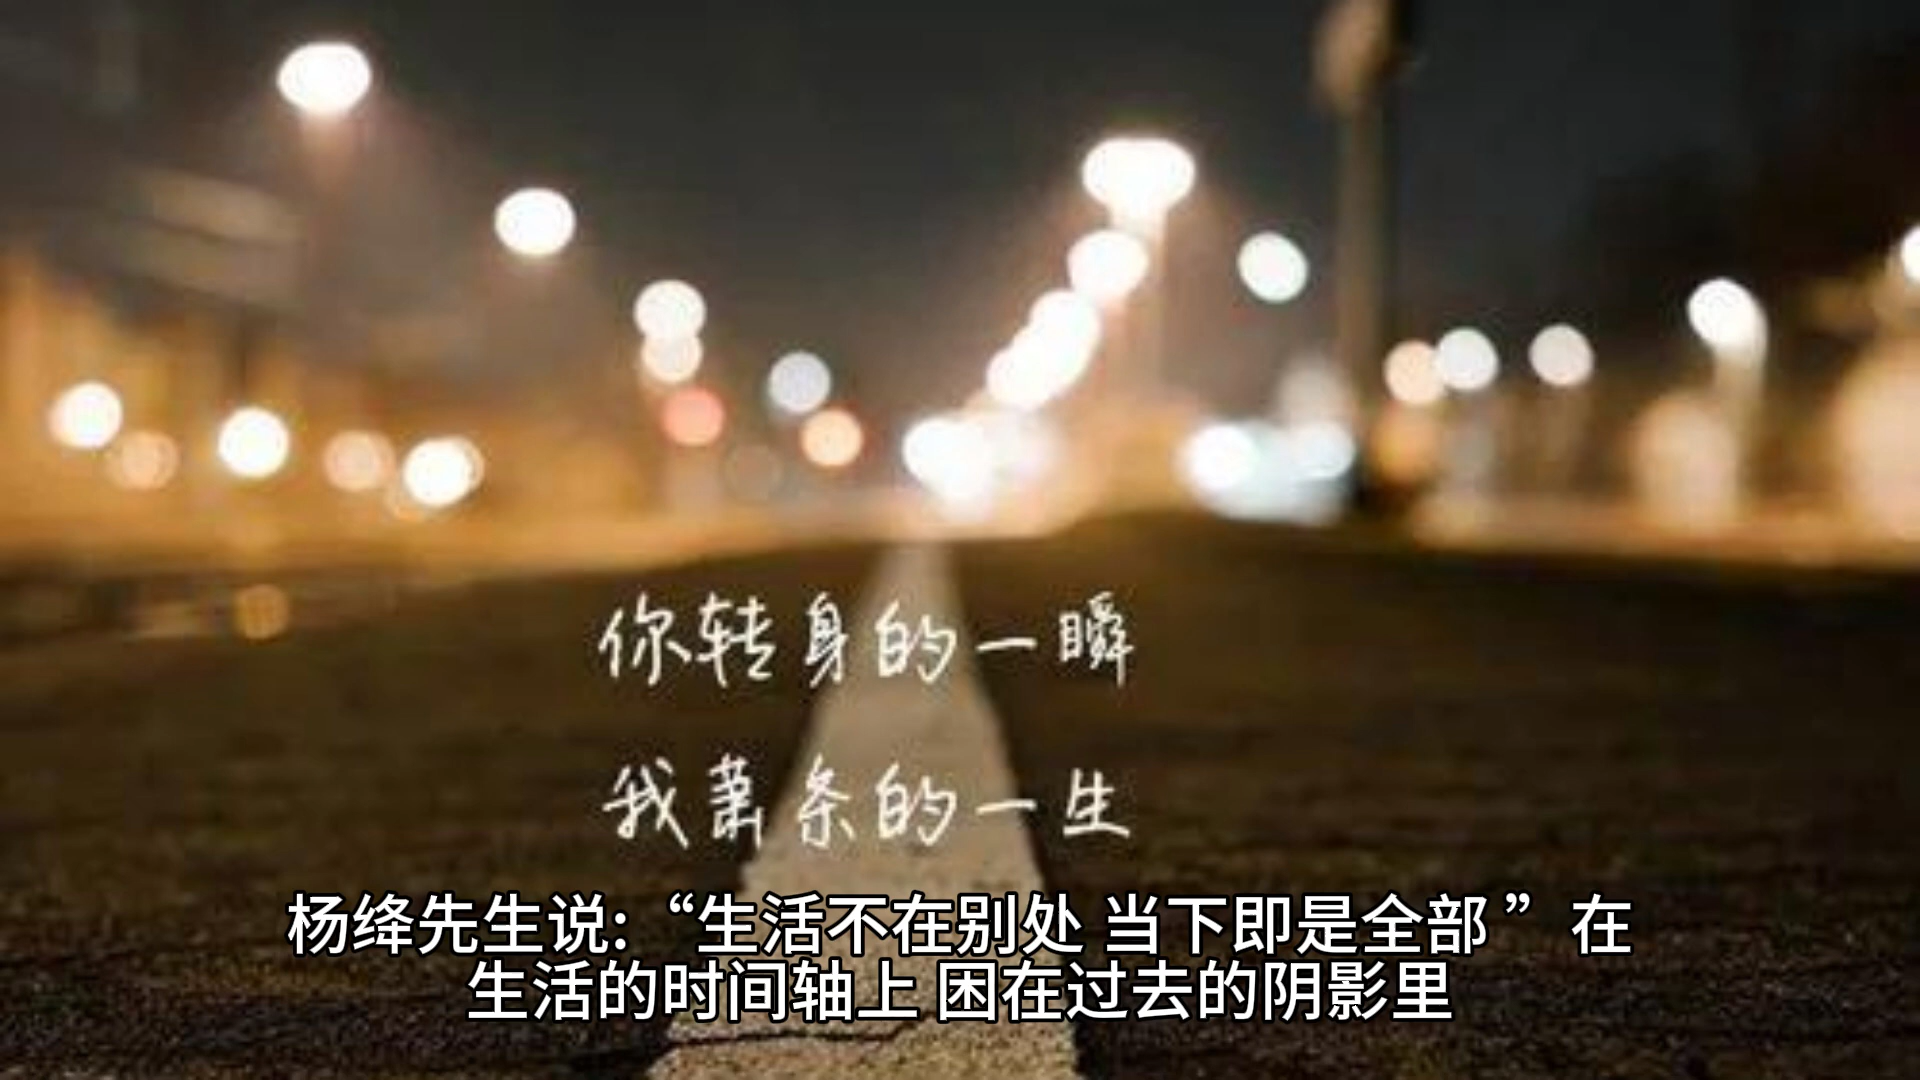 你转身的一瞬
我萧条的一生
杨绛先生说:“生活不在别处 当下即是全部 ”在
生活的时间轴上 困在过去的阴影里